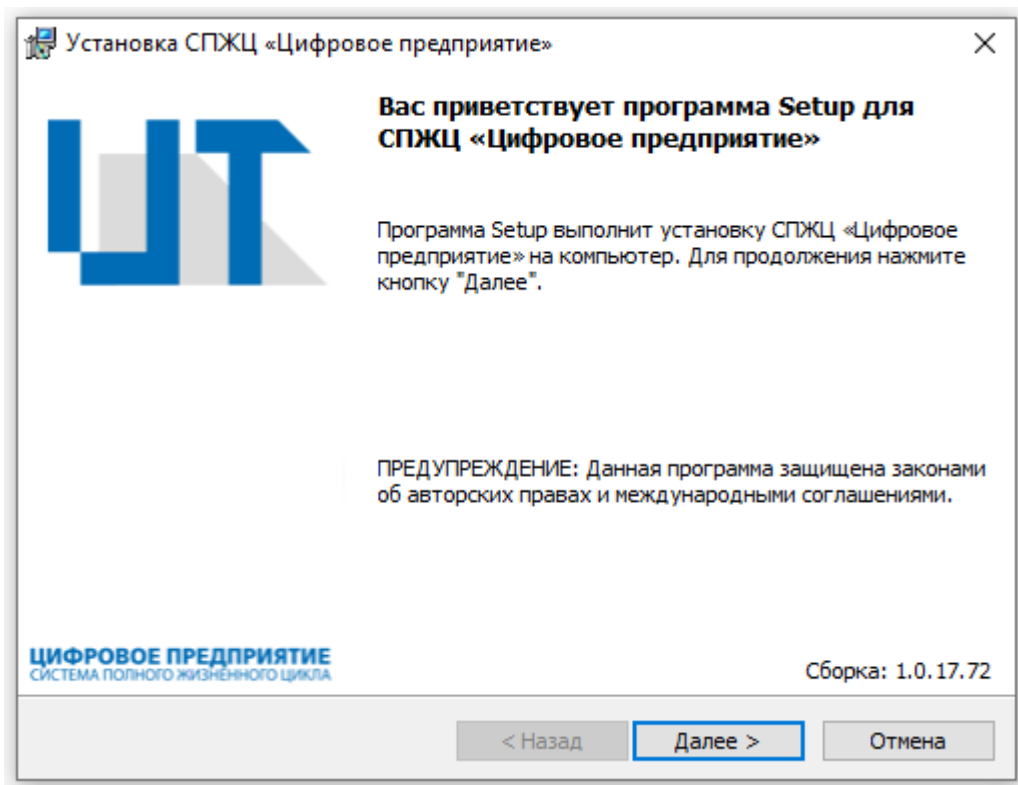 Установка СПЖЦ «Цифровое предприятие»
Вас приветствует программа Setup для
СПЖЦ «Цифровое предприятие»
Программа Setup выполнит установку СПЖЦ «Цифровое
предприятие» на компьютер. Для продолжения нажмите
кнопку "Далее".
ПРЕДУПРЕЖДЕНИЕ: Данная программа защищена законами
об авторских правах и международными соглашениями.
ЦИФРОВОЕ ПРЕДПРИЯТИЕ
СИСТЕМА ПОЛНОГО ЖИЗНЕННОГО ЦИКЛА
Сборка: 1.0.17.72
< Назад
Далее >
Отмена